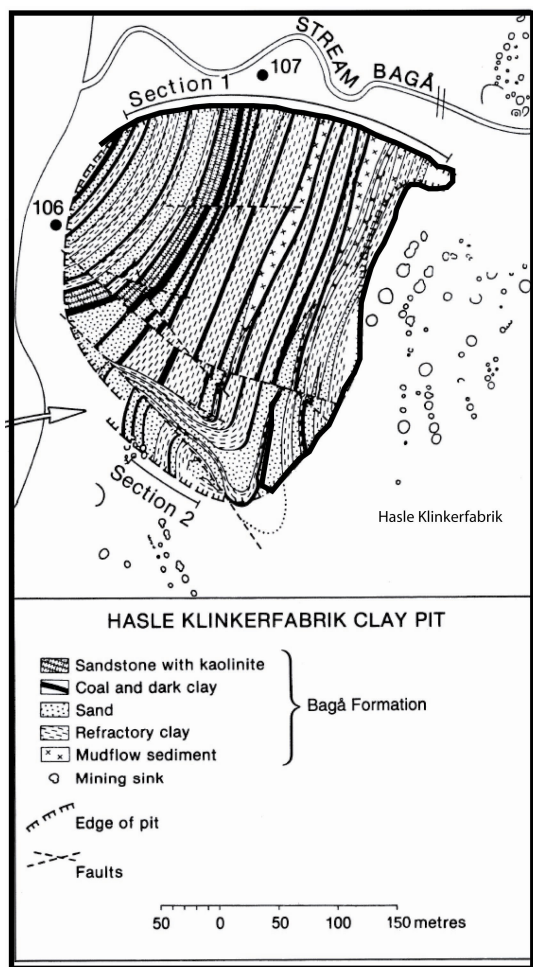 STREAM
BAGÅ
107
Section 1
106
Section 2
Hasle Klinkerfabrik
HASLE KLINKERFABRIK CLAY PIT
Sandstone with kaolinite
Coal and dark clay
Sand
Refractory clay
Mudflow sediment
Bagå Formation
Mining sink
Edge of pit
Faults
50 0 50 100 150 metres